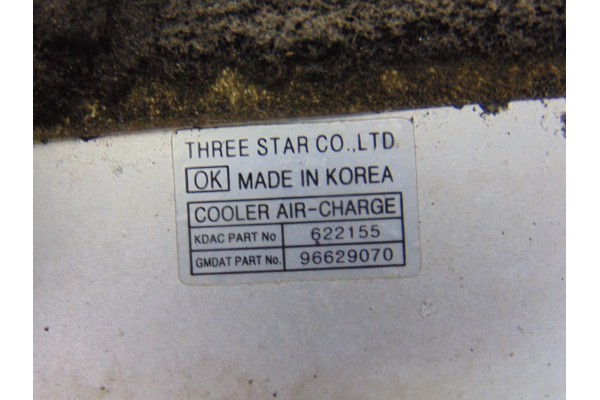 THREE STAR CO.,LTD.
OK MADE IN KOREA
COOLER AIR-CHARGE
KDAC PART No 622155
GMDAT PART No. 96629070